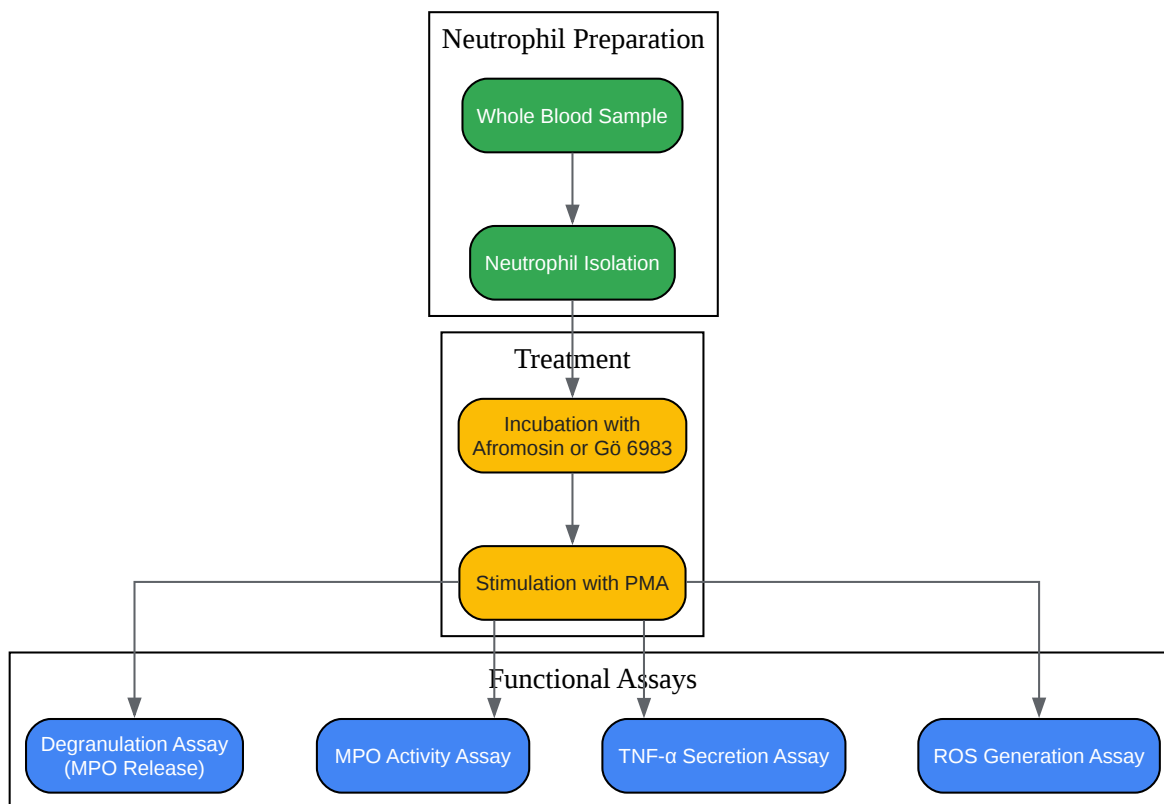 Neutrophil Preparation
Whole Blood Sample
Neutrophil Isolation
Treatment
Incubation with
Afromosin or Gö 6983
Stimulation with PMA
Functional Assays
Degranulation Assay
(MPO Release)
MPO Activity Assay
TNF-α Secretion Assay
ROS Generation Assay